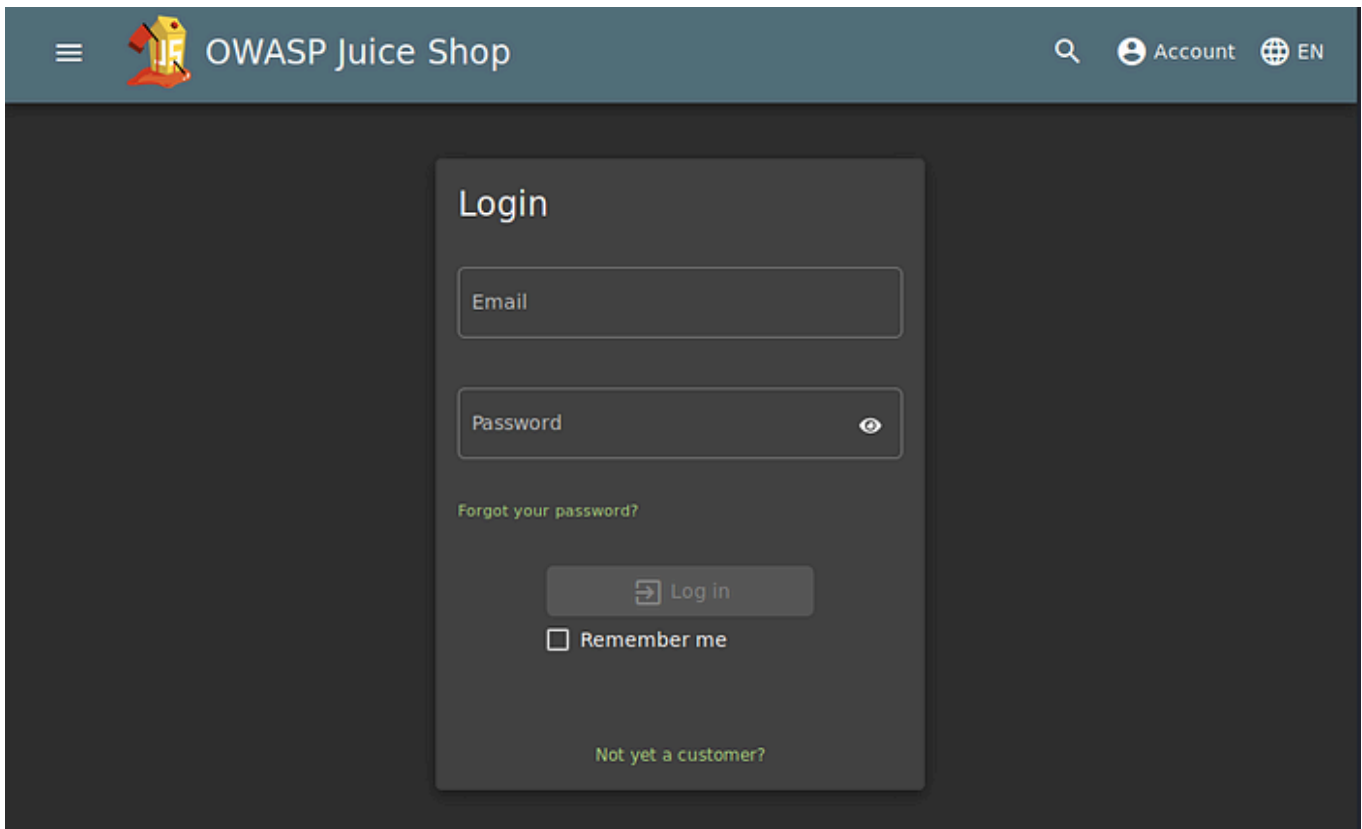 OWASP Juice Shop Account EN
Login
Email
Password
Forgot your password?
Log in
Remember me
Not yet a customer?